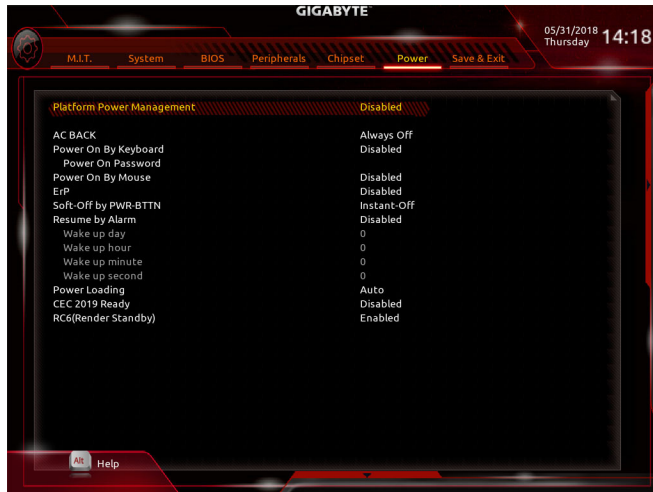 GIGABYTE
05/31/2018
Thursday
14:18
M.I.T. System BIOS Peripherals Chipset Power Save & Exit
Platform Power Management Disabled
AC BACK Always Off
Power On By Keyboard Disabled
Power On Password
Power On By Mouse Disabled
ErP Disabled
Soft-Off by PWR-BTTN Instant-Off
Resume by Alarm Disabled
Wake up day 0
Wake up hour 0
Wake up minute 0
Wake up second 0
Power Loading Auto
CEC 2019 Ready Disabled
RC6(Render Standby) Enabled
Alt Help